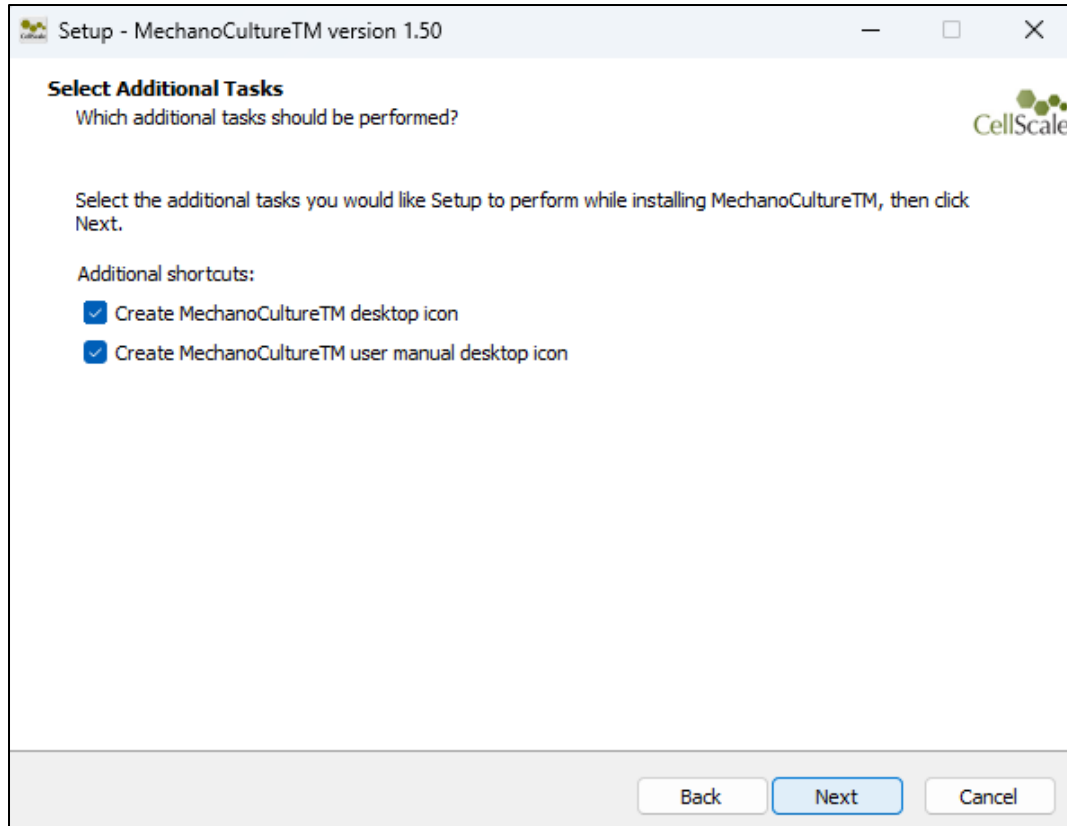 Setup - MechanoCultureTM version 1.50
Select Additional Tasks
Which additional tasks should be performed?
CellScale
Select the additional tasks you would like Setup to perform while installing MechanoCultureTM, then click
Next.
Additional shortcuts:
Create MechanoCultureTM desktop icon
Create MechanoCultureTM user manual desktop icon
Back
Next
Cancel